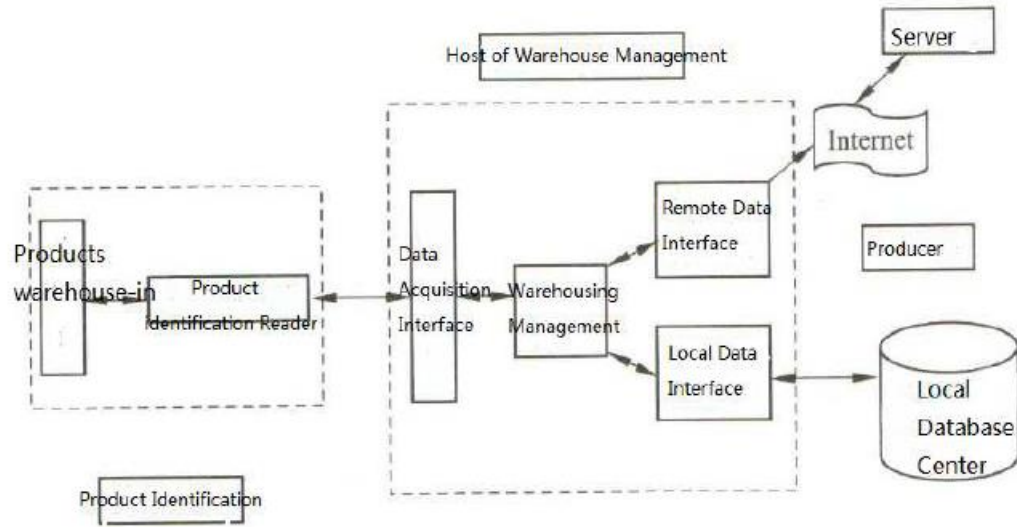 Server
Host of Warehouse Management
Internet
Remote Data
Interface
Producer
Products
warehouse-in
Product
Identification Reader
Data
Acquisition
Interface
Warehousing
Management
Local Data
Interface
Local
Database
Center
Product Identification